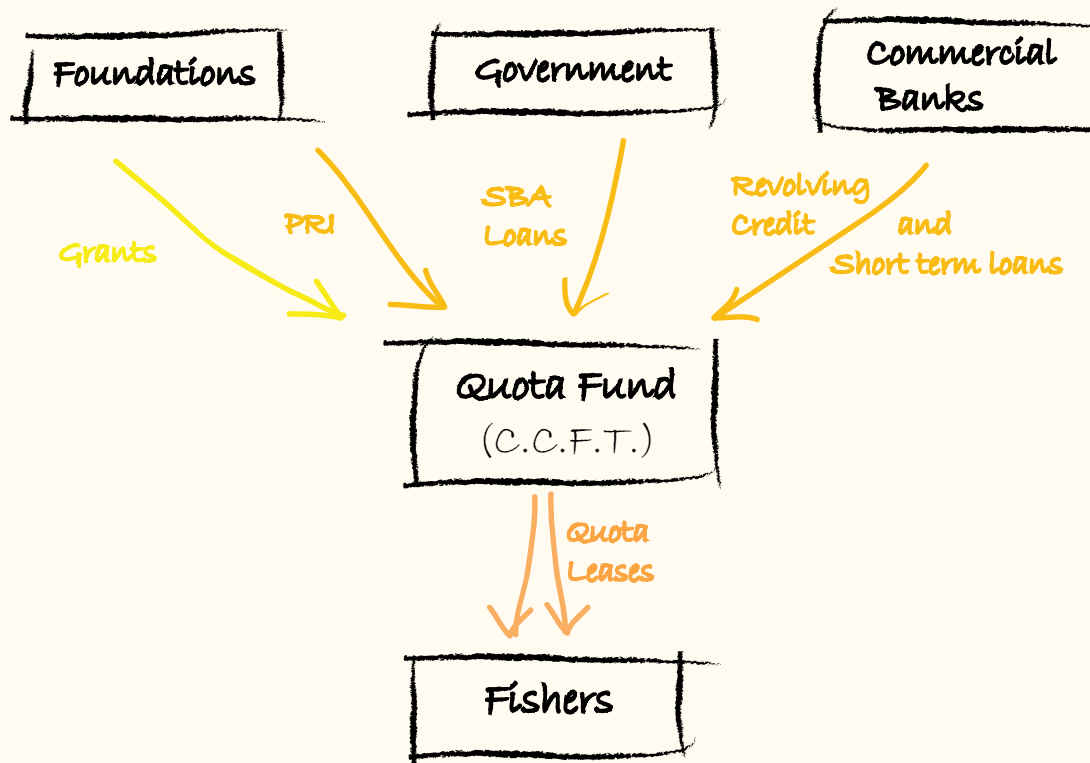 Foundations
Government
Commercial
Banks
Grants
PRI
SBA
Loans
Revolving
Credit
and
Short term loans
Quota Fund
(C.C.F.T.)
Quota
Leases
Fishers